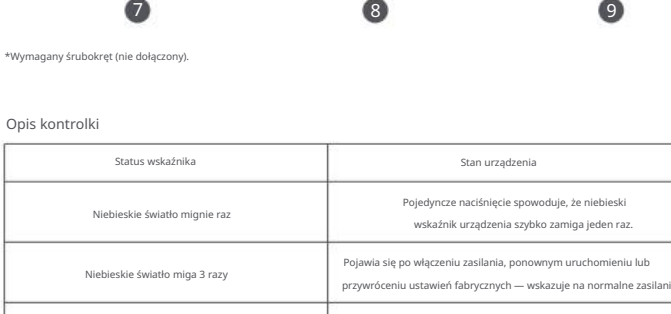 7 8 9
*Wymagany śrubokręt (nie dołączony).
Opis kontrolki
Status wskaźnika Stan urządzenia
Niebieskie światło mignie raz
Pojedyncze naciśnięcie spowoduje, że niebieski
wskaźnik urządzenia szybko zamiga jeden raz.
Niebieskie światło miga 3 razy
Pojawia się po włączeniu zasilania, ponownym uruchomieniu lub
przywróceniu ustawień fabrycznych — wskazuje na normalne zasilani